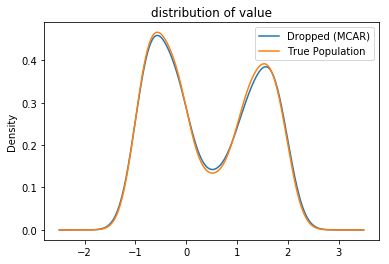 distribution of value
Dropped (MCAR)
True Population
Density
0.4
0.3
0.2
0.1
0.0
−2
−1
0
1
2
3